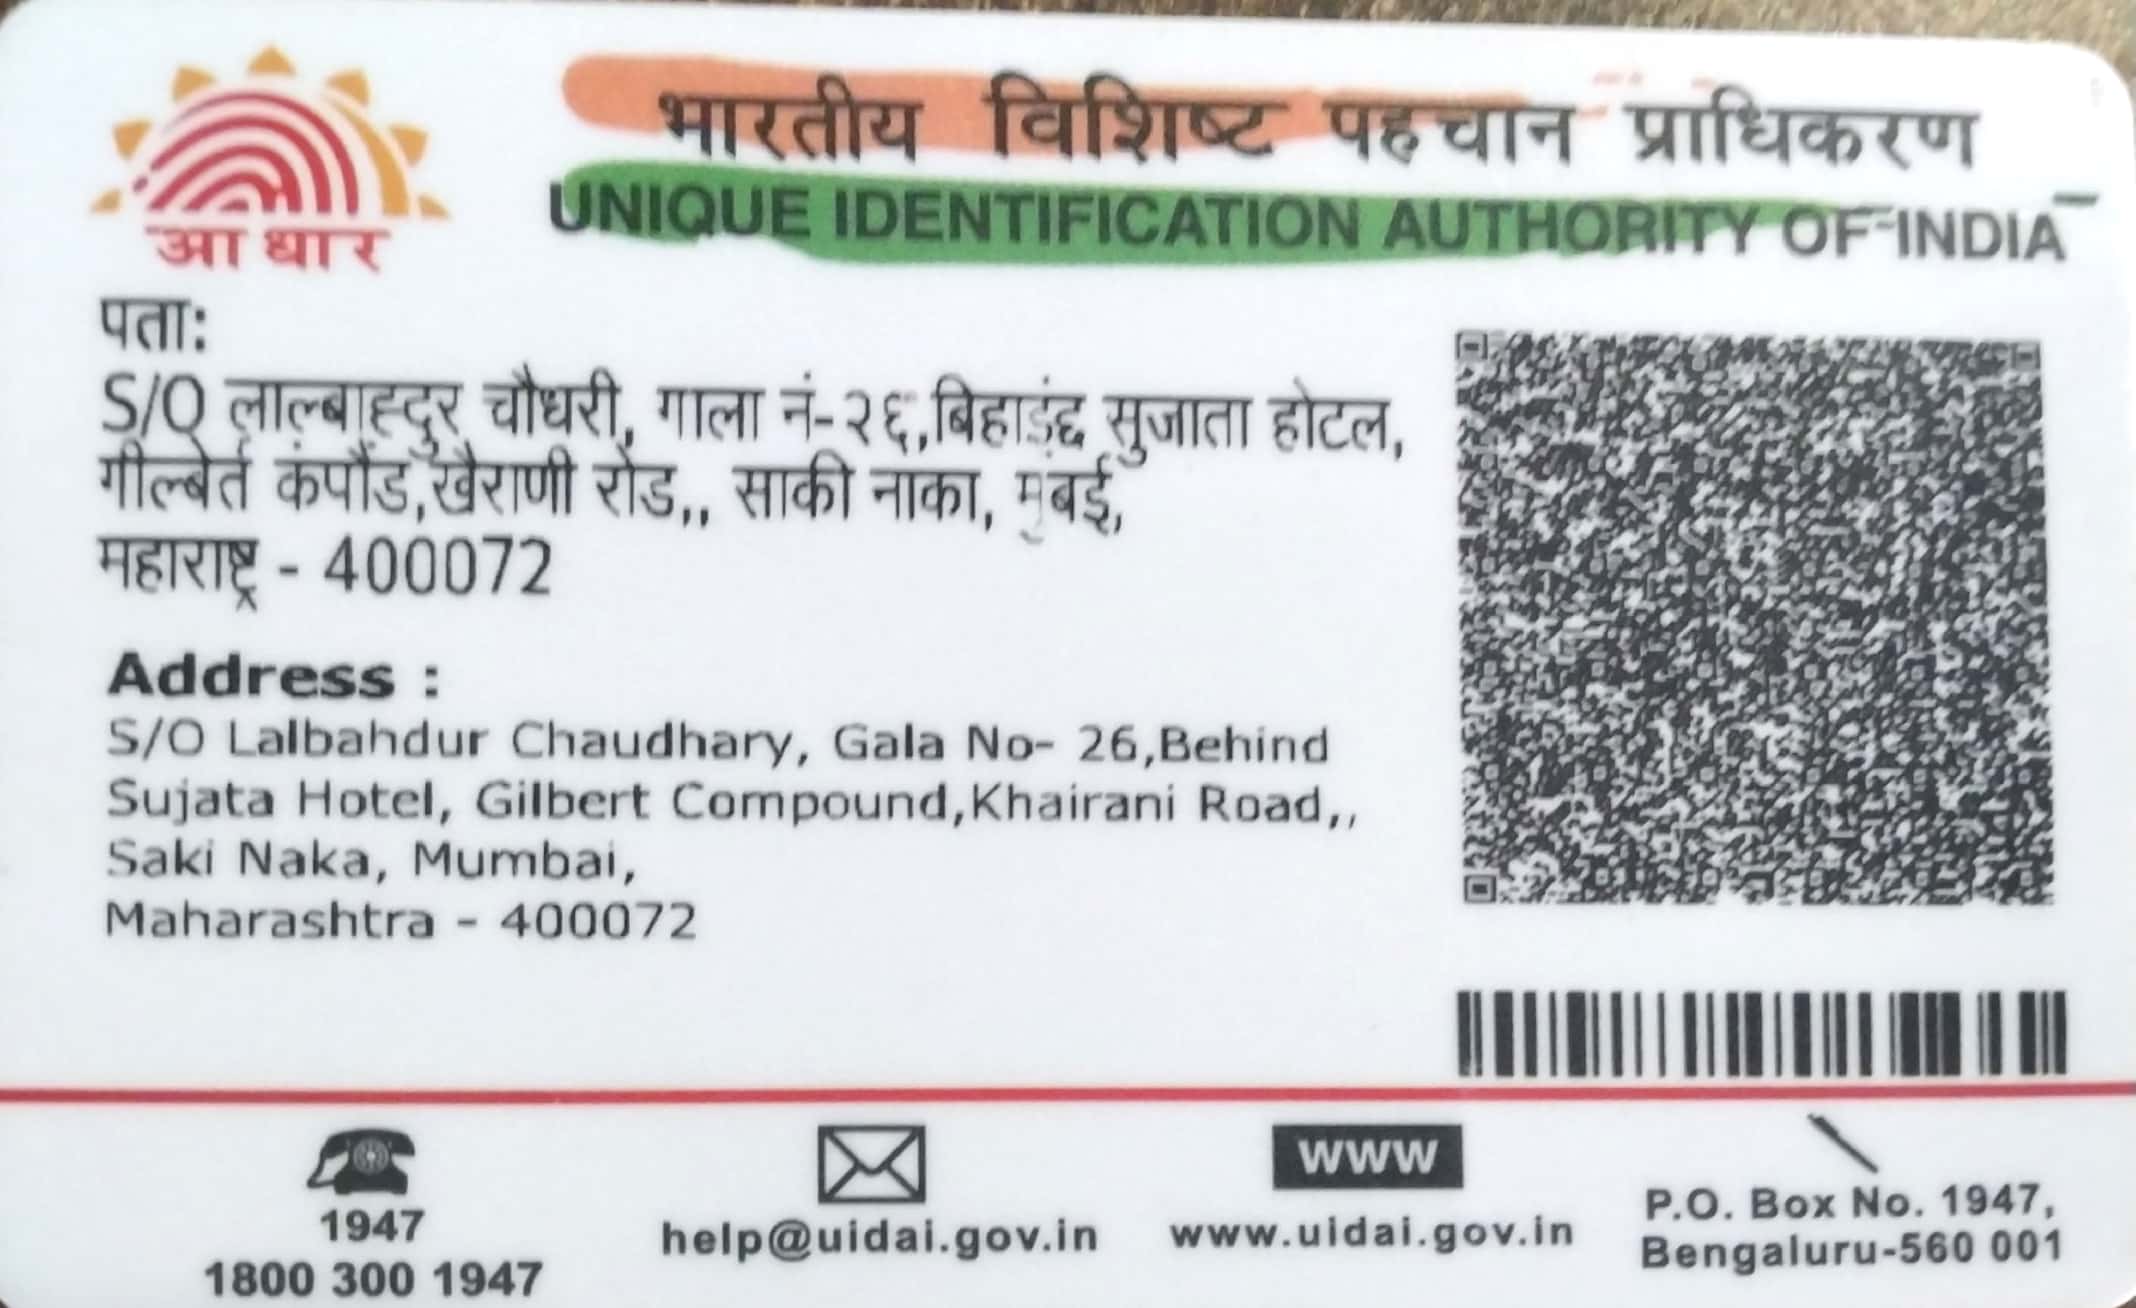 आधार
भारतीय विशिष्ट पहचान प्राधिकरण
UNIQUE IDENTIFICATION AUTHORITY OF INDIA
पता:
S/O लाल्बाह्दुर चौधरी, गाला नं-२६,बिहाइंड सुजाता होटल,
गील्बेर्त कंपौंड,खैराणी रोड,, साकी नाका, मुंबई,
महाराष्ट्र - 400072
Address :
S/O Lalbahdur Chaudhary, Gala No- 26,Behind
Sujata Hotel, Gilbert Compound,Khairani Road,,
Saki Naka, Mumbai,
Maharashtra - 400072
1947
1800 300 1947
help@uidai.gov.in
WWW
www.uidai.gov.in
P.O. Box No. 1947,
Bengaluru-560 001